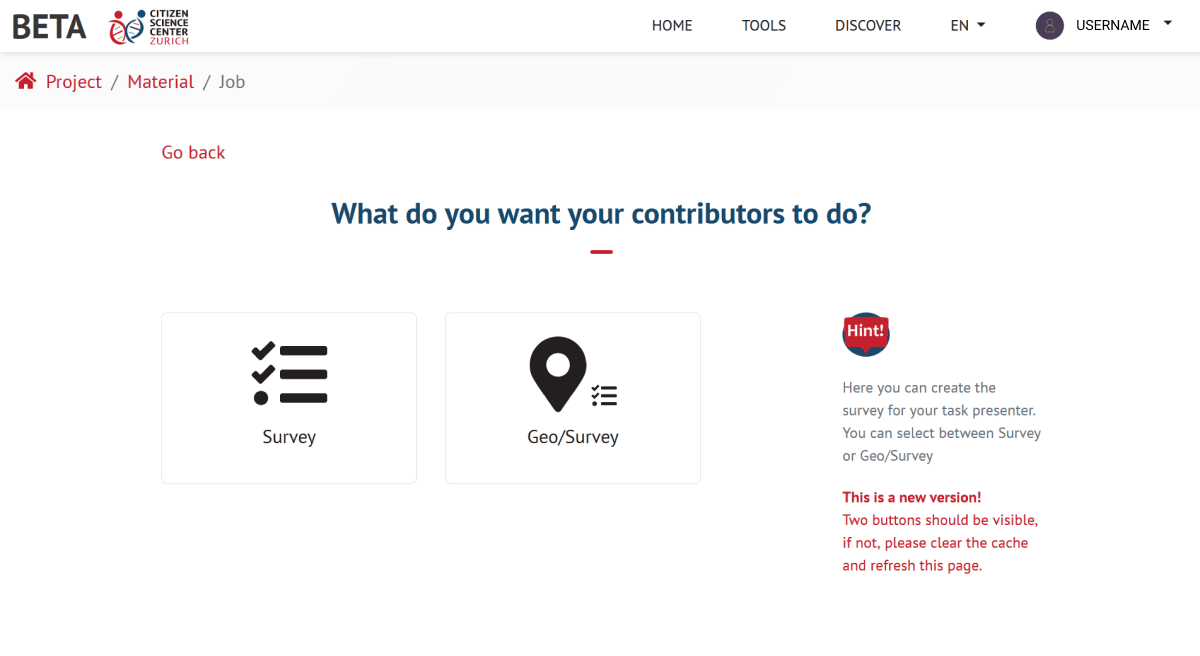 BETA
CITIZEN
SCIENCE
CENTER
ZURICH
HOME TOOLS DISCOVER EN USERNAME
Project / Material / Job
Go back
What do you want your contributors to do?
Survey
Geo/Survey
Hint!
Here you can create the
survey for your task presenter.
You can select between Survey
or Geo/Survey
This is a new version!
Two buttons should be visible,
if not, please clear the cache
and refresh this page.